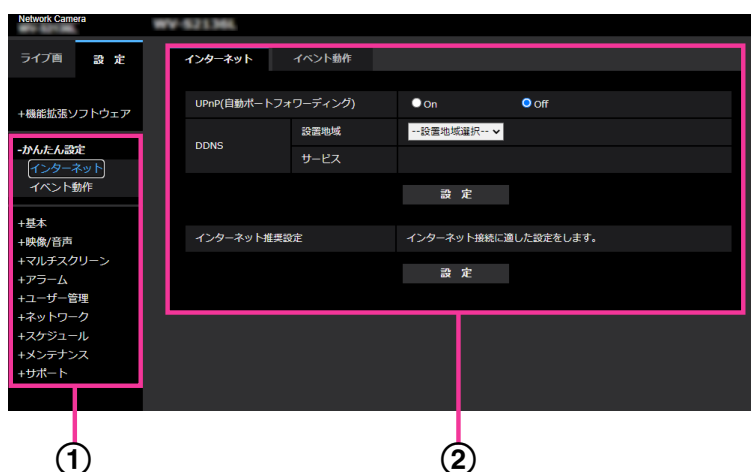 Network Camera
ライブ画
設 定
+機能拡張ソフトウェア
-かんたん設定
インターネット
イベント動作
+基本
+映像/音声
+マルチスクリーン
+アラーム
+ユーザー管理
+ネットワーク
+スケジュール
+メンテナンス
+サポート
インターネット
イベント動作
UPnP(自動ポートフォワーディング)
On
Off
DDNS
設置地域
--設置地域選択--
サービス
設 定
インターネット推奨設定
インターネット接続に適した設定をします。
設 定
①
②